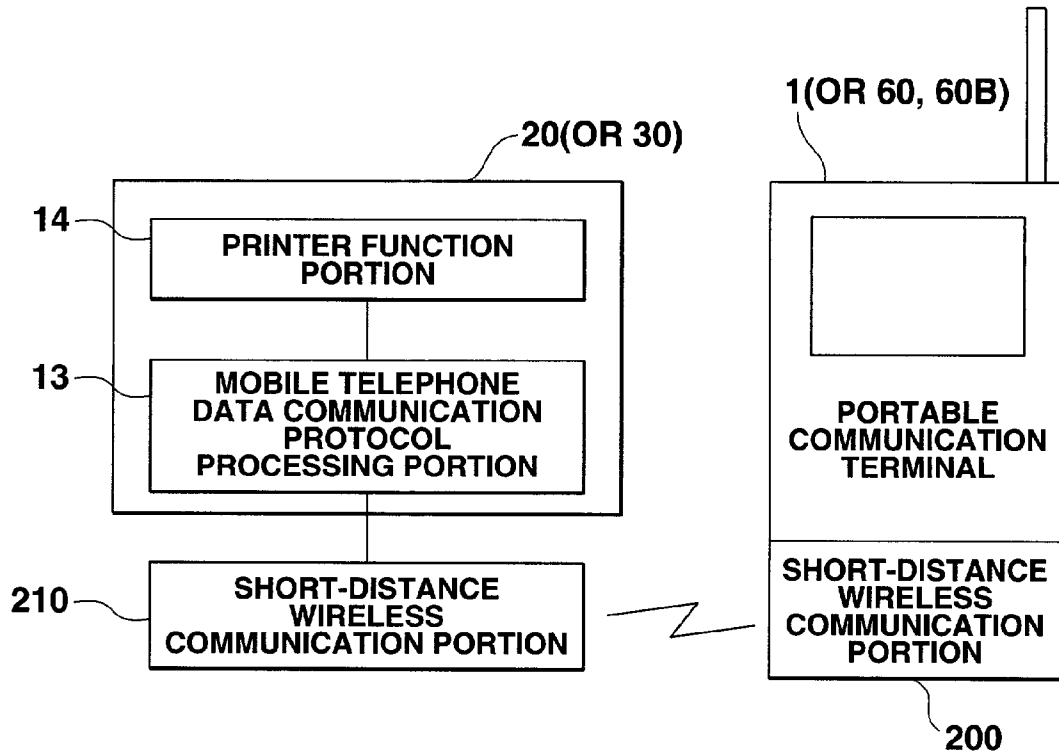 1(OR 60, 60B)
20(OR 30)
14
PRINTER FUNCTION
PORTION
13
MOBILE TELEPHONE
DATA COMMUNICATION
PROTOCOL
PROCESSING PORTION
PORTABLE
COMMUNICATION
TERMINAL
210
SHORT-DISTANCE
WIRELESS
COMMUNICATION PORTION
SHORT-DISTANCE
WIRELESS
COMMUNICATION
PORTION
200